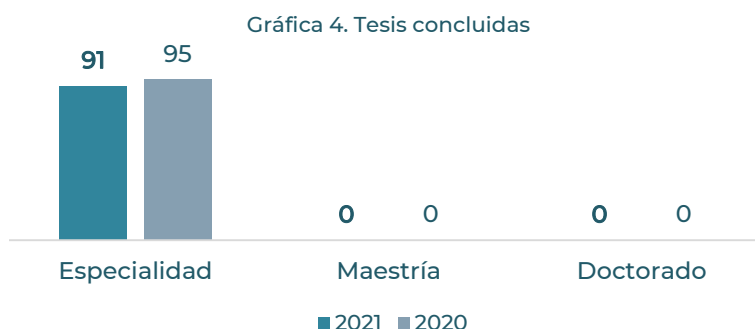 Gráfica 4. Tesis concluidas
91 95
0 0 0 0
Especialidad Maestría Doctorado
2021 2020